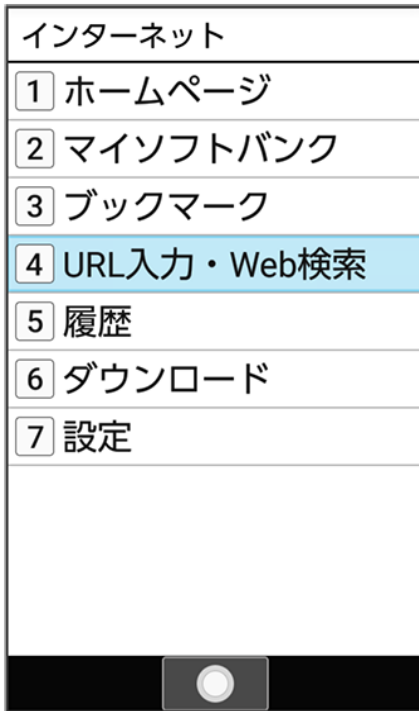 インターネット
1 ホームページ
2 マイソフトバンク
3 ブックマーク
4 URL入力・Web検索
5 履歴
6 ダウンロード
7 設定